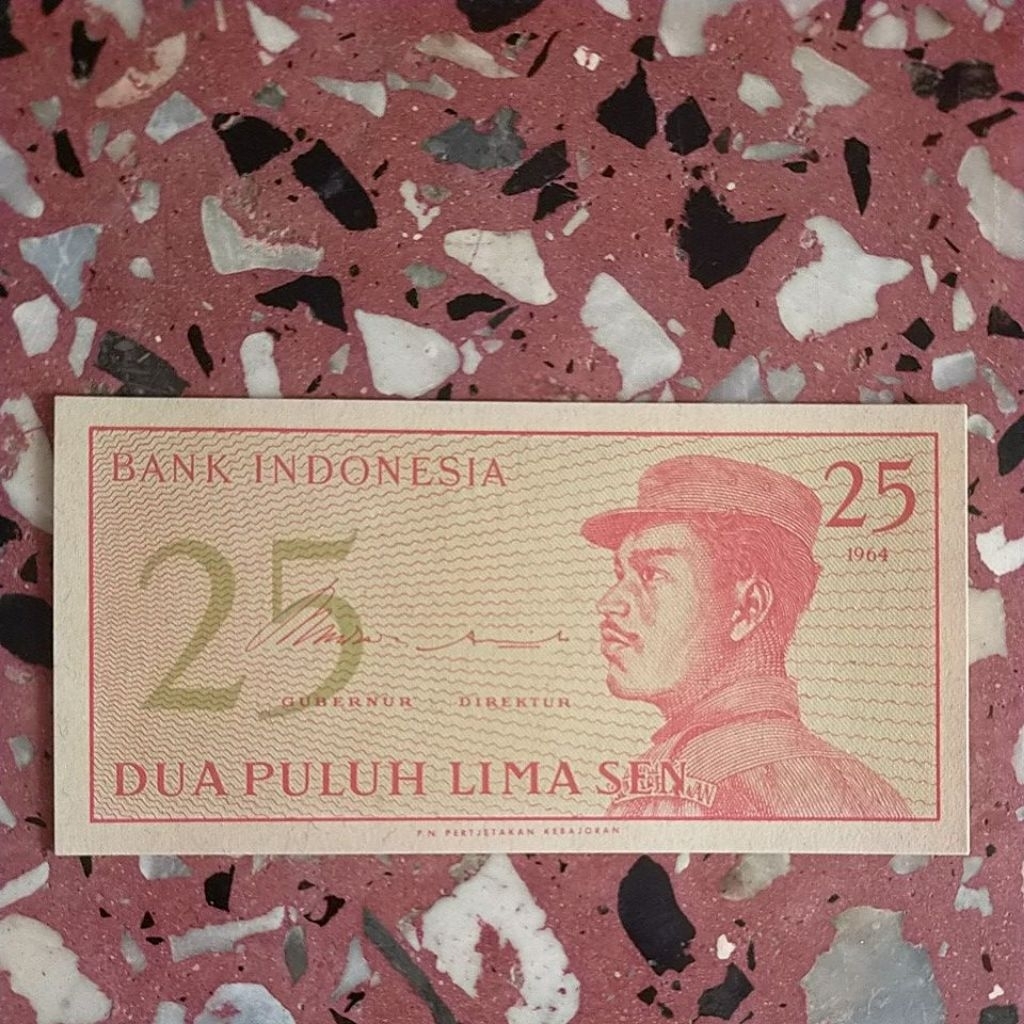 BANK INDONESIA
25
1964
25
GUBERNUR DIREKTUR
DUA PULUH LIMA SEN
P.N. PERTJETAKAN KEBAJORAN